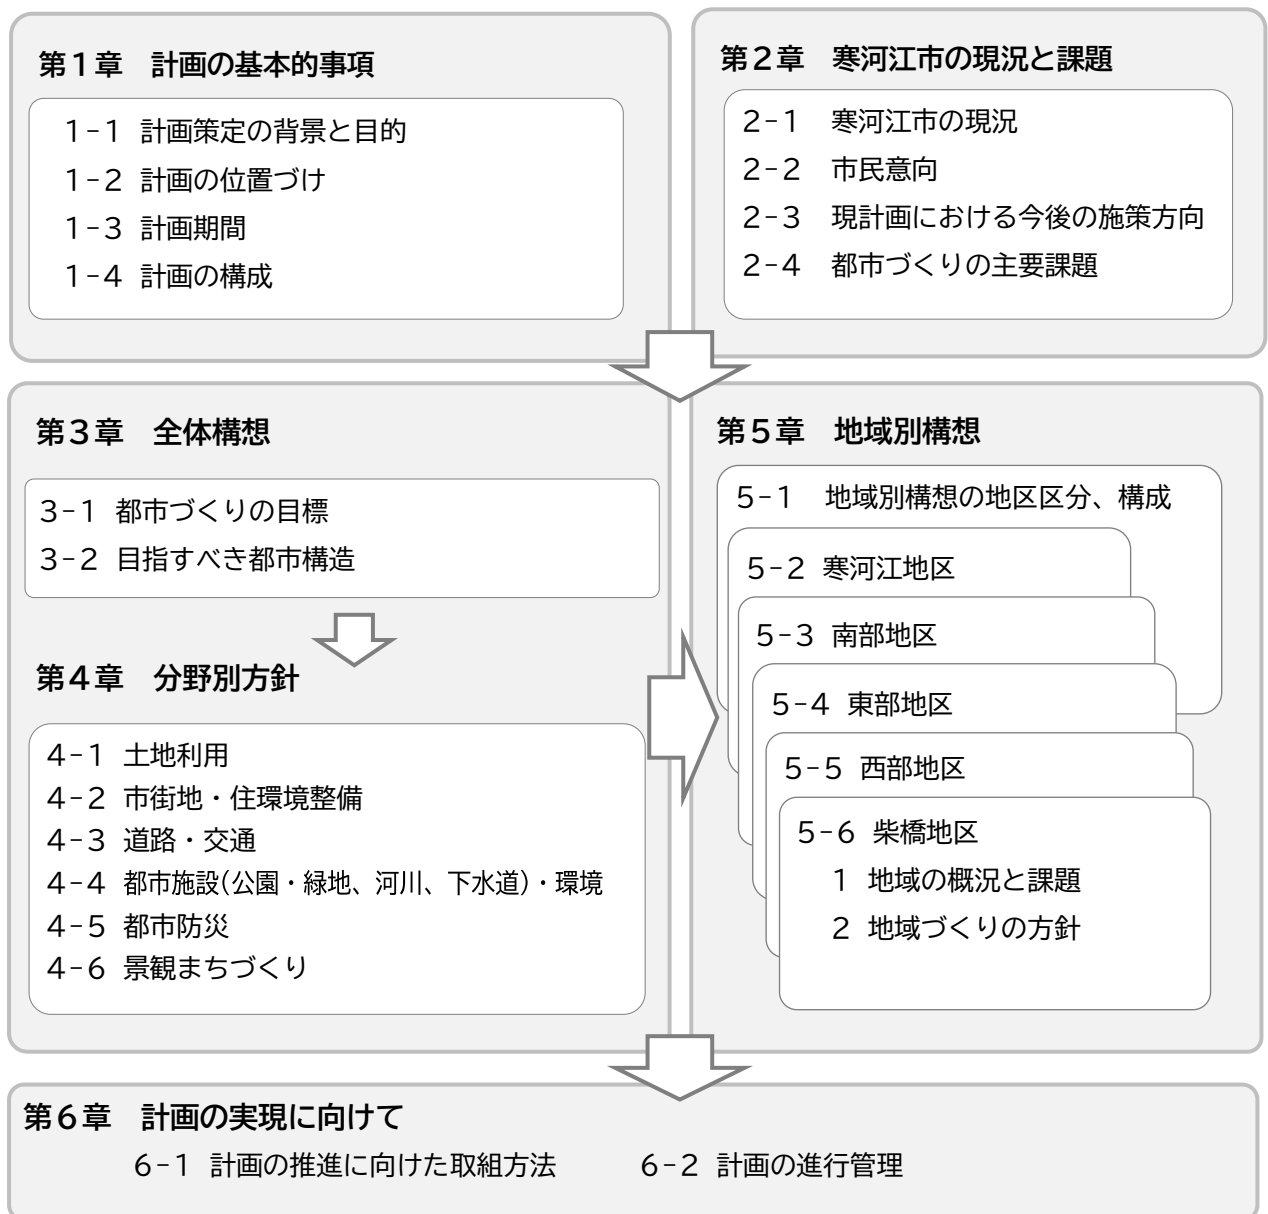 第1章　計画の基本的事項
1-1 計画策定の背景と目的
1-2 計画の位置づけ
1-3 計画期間
1-4 計画の構成
第2章　寒河江市の現況と課題
2-1　寒河江市の現況
2-2　市民意向
2-3　現計画における今後の施策方向
2-4　都市づくりの主要課題
第3章　全体構想
3-1 都市づくりの目標
3-2 目指すべき都市構造
第4章　分野別方針
4-1 土地利用
4-2 市街地・住環境整備
4-3 道路・交通
4-4 都市施設(公園・緑地、河川、下水道)・環境
4-5 都市防災
4-6 景観まちづくり
第5章　地域別構想
5-1　地域別構想の地区区分、構成
5-2 寒河江地区
5-3 南部地区
5-4 東部地区
5-5 西部地区
5-6 柴橋地区
1 地域の概況と課題
2 地域づくりの方針
第6章　計画の実現に向けて
6-1 計画の推進に向けた取組方法　　6-2 計画の進行管理